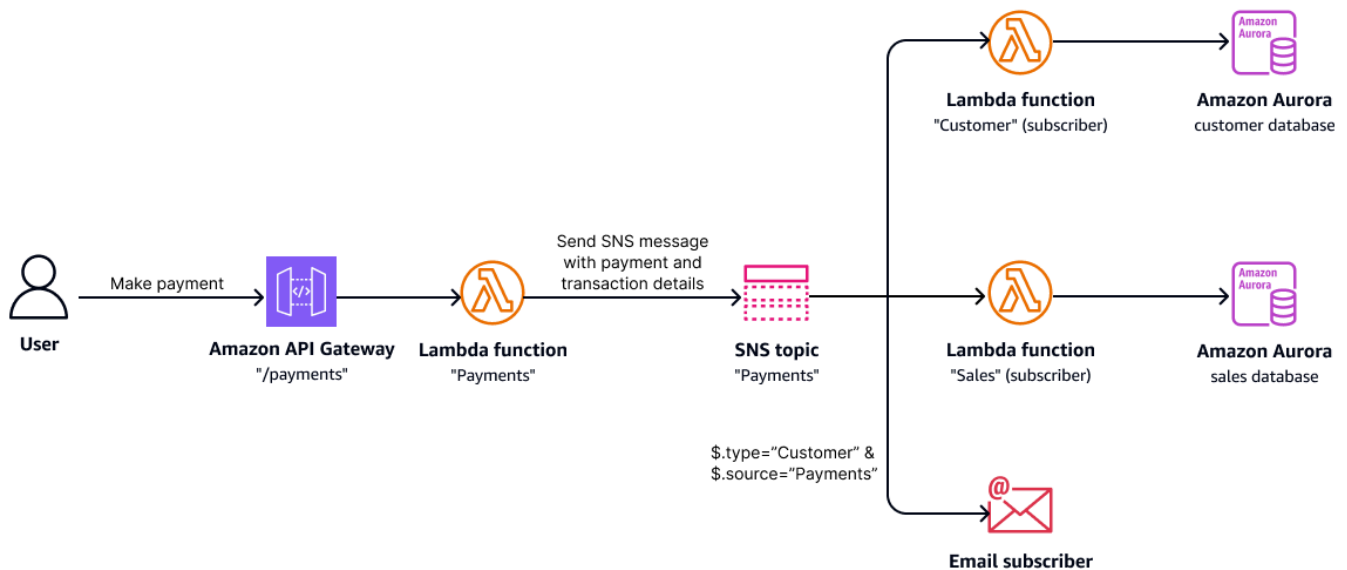 Amazon
Aurora
Lambda function
"Customer" (subscriber)
Amazon Aurora
customer database
Make payment
Send SNS message
with payment and
transaction details
Amazon
Aurora
User
Amazon API Gateway
"/payments"
Lambda function
"Payments"
SNS topic
"Payments"
Lambda function
"Sales" (subscriber)
Amazon Aurora
sales database
$.type=”Customer” &
$.source=”Payments”
@
Email subscriber